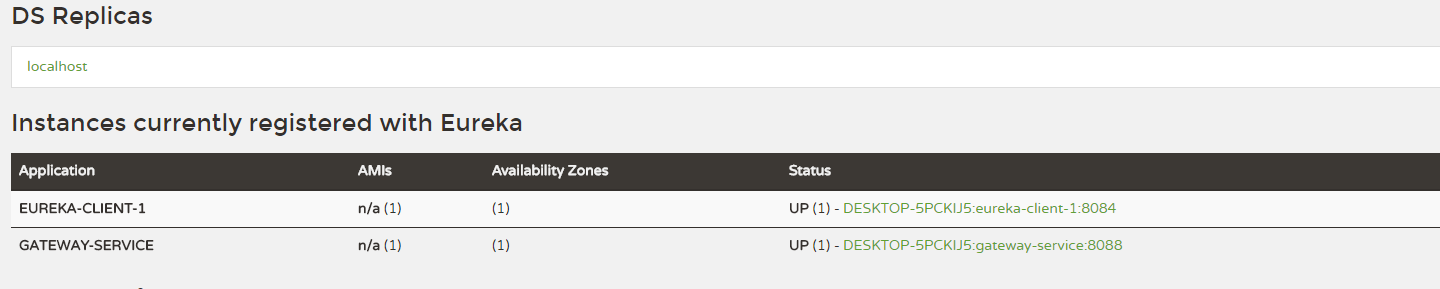 DS Replicas
localhost
Instances currently registered with Eureka
Application AMIs Availability Zones Status
EUREKA-CLIENT-1 n/a (1) (1) UP (1) - DESKTOP-5PCKIJ5:eureka-client-1:8084
GATEWAY-SERVICE n/a (1) (1) UP (1) - DESKTOP-5PCKIJ5:gateway-service:8088